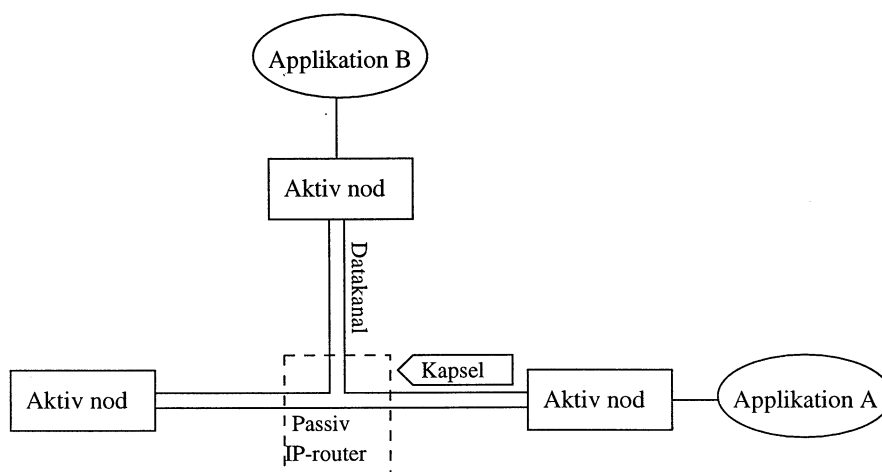 Applikation B
Aktiv nod
Datakanal
Kapsel
Aktiv nod
Aktiv nod
Applikation A
Passiv
IP-router